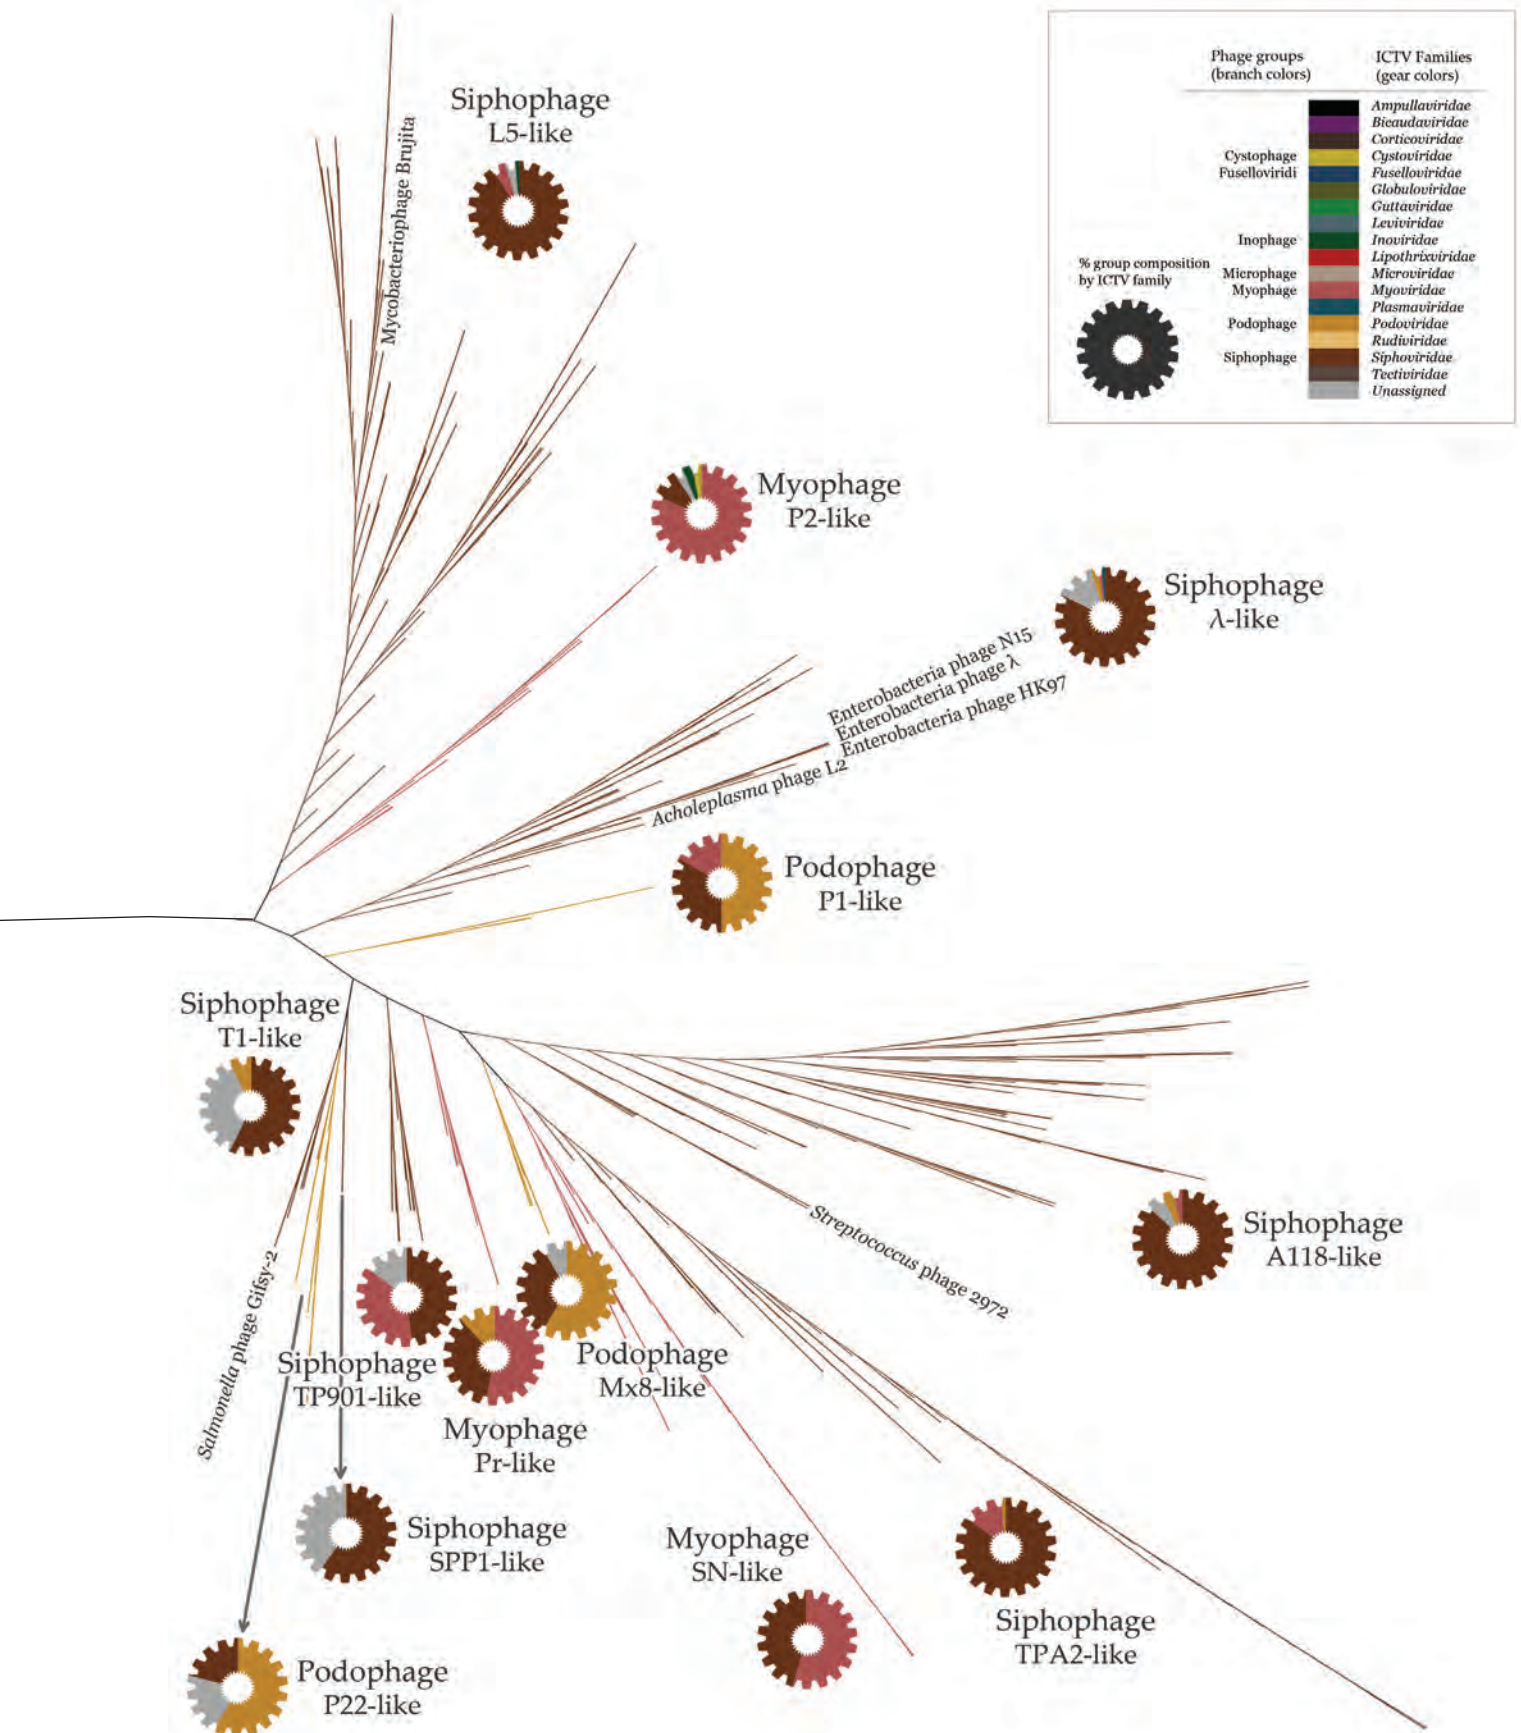 Siphophage
L5-like
Mycobacteriophage Brujita
Phage groups
(branch colors)
ICTV Families
(gear colors)
Ampullaviridae
Bicaudaviridae
Corticoviridae
Cystophage
Cystoviridae
Fuselloviridi
Fuselloviridae
Globuloviridae
Guttaviridae
Leviviridae
Inophage
Inoviridae
Lipothrixviridae
Microphage
Microviridae
Myophage
Myoviridae
Plasmaviridae
Podophage
Podoviridae
Rudiviridae
Siphophage
Siphoviridae
Tectiviridae
Unassigned
% group composition
by ICTV family
Myophage
P2-like
Siphophage
λ-like
Enterobacteria phage N15
Enterobacteria phage λ
Enterobacteria phage HK97
Acholeplasma phage L2
Podophage
P1-like
Siphophage
T1-like
Siphophage
A118-like
Streptococcus phage 2972
Salmonella phage Gifsy-2
Siphophage
TP901-like
Podophage
Mx8-like
Myophage
Pr-like
Siphophage
SPP1-like
Myophage
SN-like
Siphophage
TPA2-like
Podophage
P22-like